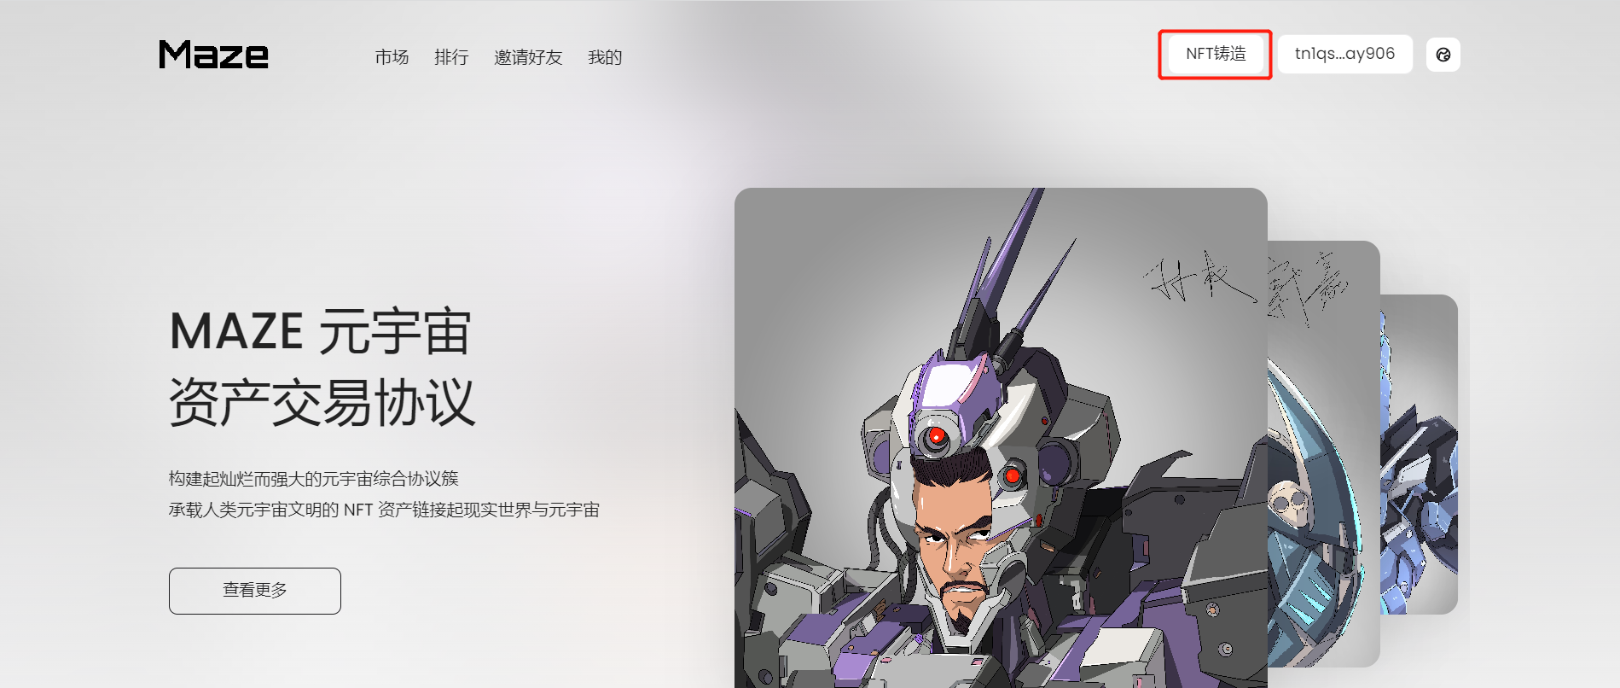 Maze
市场 排行 邀请好友 我的
NFT铸造
tn1qs...ay906
MAZE 元宇宙
资产交易协议
构建起灿烂而强大的元宇宙综合协议簇
承载人类元宇宙文明的 NFT 资产链接起现实世界与元宇宙
查看更多
孙权